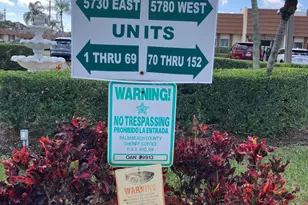 5730 EAST 5780 WEST
UNITS
1 THRU 69 70 THRU 152
WARNING!
NO TRESPASSING
PROHIBIDO LA ENTRADA
PALM BEACH COUNTY
SHERIFF'S OFFICE
WARNING